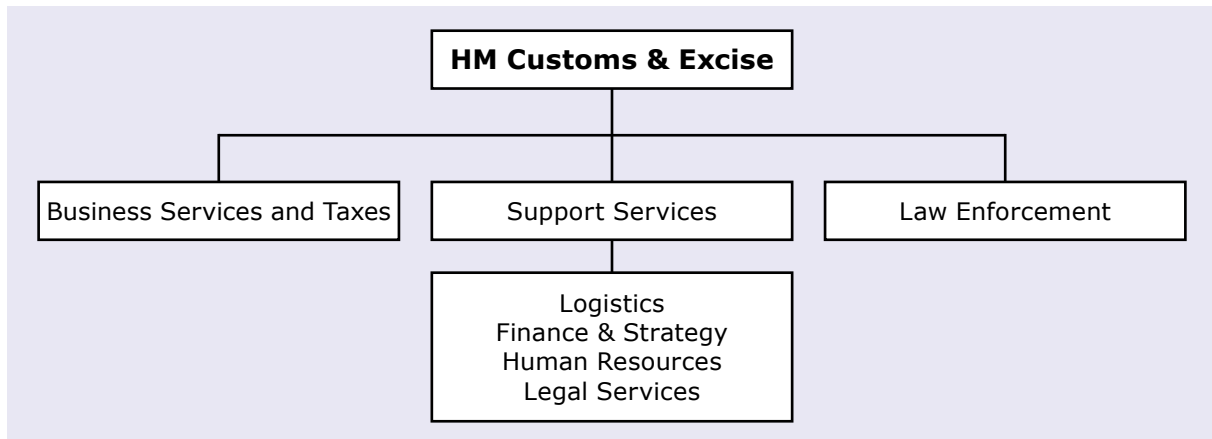 HM Customs & Excise
Business Services and Taxes
Support Services
Law Enforcement
Logistics
Finance & Strategy
Human Resources
Legal Services